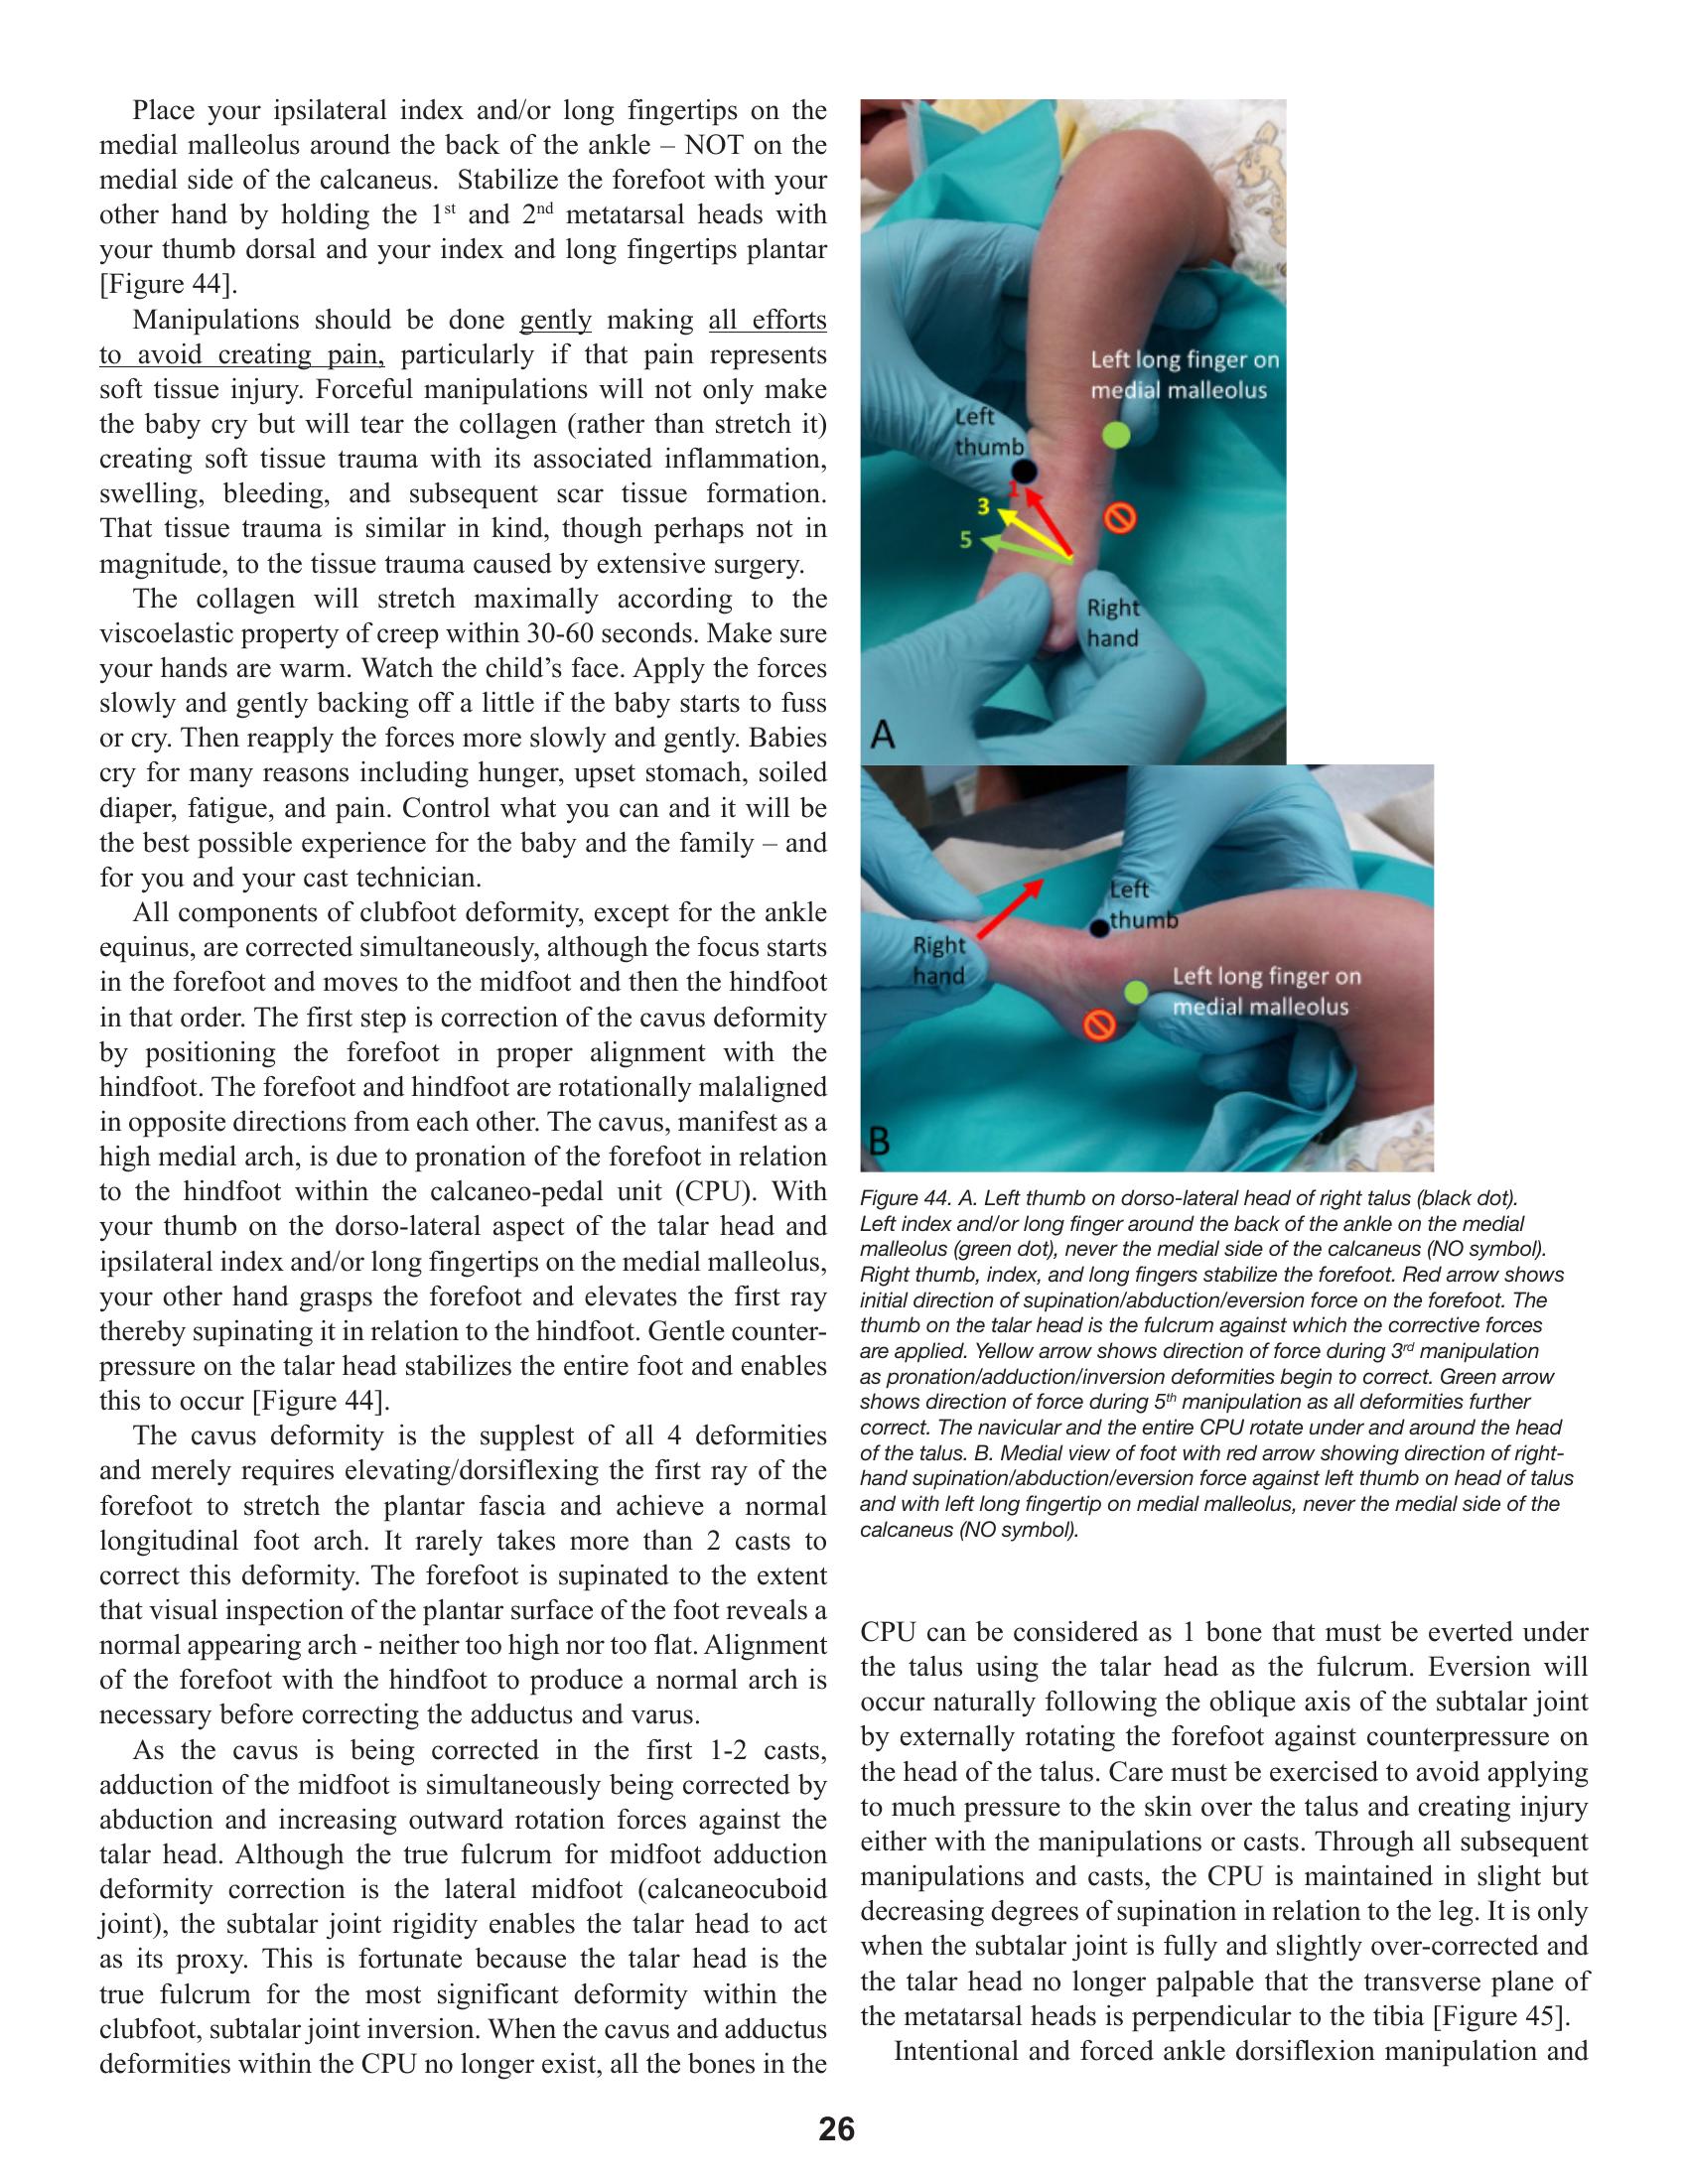 Place your ipsilateral index and/or long fingertips on the
medial malleolus around the back of the ankle – NOT on the
medial side of the calcaneus.  Stabilize the forefoot with your
other hand by holding the 1st and 2nd metatarsal heads with
your thumb dorsal and your index and long fingertips plantar
[Figure 44].
Manipulations should be done gently making all efforts
to avoid creating pain, particularly if that pain represents
soft tissue injury. Forceful manipulations will not only make
the baby cry but will tear the collagen (rather than stretch it)
creating soft tissue trauma with its associated inflammation,
swelling, bleeding, and subsequent scar tissue formation.
That tissue trauma is similar in kind, though perhaps not in
magnitude, to the tissue trauma caused by extensive surgery.
The collagen will stretch maximally according to the
viscoelastic property of creep within 30-60 seconds. Make sure
your hands are warm. Watch the child’s face. Apply the forces
slowly and gently backing off a little if the baby starts to fuss
or cry. Then reapply the forces more slowly and gently. Babies
cry for many reasons including hunger, upset stomach, soiled
diaper, fatigue, and pain. Control what you can and it will be
the best possible experience for the baby and the family – and
for you and your cast technician.
All components of clubfoot deformity, except for the ankle
equinus, are corrected simultaneously, although the focus starts
in the forefoot and moves to the midfoot and then the hindfoot
in that order. The first step is correction of the cavus deformity
by positioning the forefoot in proper alignment with the
hindfoot. The forefoot and hindfoot are rotationally malaligned
in opposite directions from each other. The cavus, manifest as a
high medial arch, is due to pronation of the forefoot in relation
to the hindfoot within the calcaneo-pedal unit (CPU). With
your thumb on the dorso-lateral aspect of the talar head and
ipsilateral index and/or long fingertips on the medial malleolus,
your other hand grasps the forefoot and elevates the first ray
thereby supinating it in relation to the hindfoot. Gentle counter-
pressure on the talar head stabilizes the entire foot and enables
this to occur [Figure 44].
The cavus deformity is the supplest of all 4 deformities
and merely requires elevating/dorsiflexing the first ray of the
forefoot to stretch the plantar fascia and achieve a normal
longitudinal foot arch. It rarely takes more than 2 casts to
correct this deformity. The forefoot is supinated to the extent
that visual inspection of the plantar surface of the foot reveals a
normal appearing arch - neither too high nor too flat. Alignment
of the forefoot with the hindfoot to produce a normal arch is
necessary before correcting the adductus and varus.
As the cavus is being corrected in the first 1-2 casts,
adduction of the midfoot is simultaneously being corrected by
abduction and increasing outward rotation forces against the
talar head. Although the true fulcrum for midfoot adduction
deformity correction is the lateral midfoot (calcaneocuboid
joint), the subtalar joint rigidity enables the talar head to act
as its proxy. This is fortunate because the talar head is the
true fulcrum for the most significant deformity within the
clubfoot, subtalar joint inversion. When the cavus and adductus
deformities within the CPU no longer exist, all the bones in the
Left long finger on
medial malleolus
Left
thumb
1
3
5
Right
hand
A
Left
thumb
Right
hand
Left long finger on
medial malleolus
B
Figure 44. A. Left thumb on dorso-lateral head of right talus (black dot).
Left index and/or long finger around the back of the ankle on the medial
malleolus (green dot), never the medial side of the calcaneus (NO symbol).
Right thumb, index, and long fingers stabilize the forefoot. Red arrow shows
initial direction of supination/abduction/eversion force on the forefoot. The
thumb on the talar head is the fulcrum against which the corrective forces
are applied. Yellow arrow shows direction of force during 3rd manipulation
as pronation/adduction/inversion deformities begin to correct. Green arrow
shows direction of force during 5th manipulation as all deformities further
correct. The navicular and the entire CPU rotate under and around the head
of the talus. B. Medial view of foot with red arrow showing direction of right-
hand supination/abduction/eversion force against left thumb on head of talus
and with left long fingertip on medial malleolus, never the medial side of the
calcaneus (NO symbol).
CPU can be considered as 1 bone that must be everted under
the talus using the talar head as the fulcrum. Eversion will
occur naturally following the oblique axis of the subtalar joint
by externally rotating the forefoot against counterpressure on
the head of the talus. Care must be exercised to avoid applying
to much pressure to the skin over the talus and creating injury
either with the manipulations or casts. Through all subsequent
manipulations and casts, the CPU is maintained in slight but
decreasing degrees of supination in relation to the leg. It is only
when the subtalar joint is fully and slightly over-corrected and
the talar head no longer palpable that the transverse plane of
the metatarsal heads is perpendicular to the tibia [Figure 45].
Intentional and forced ankle dorsiflexion manipulation and
26